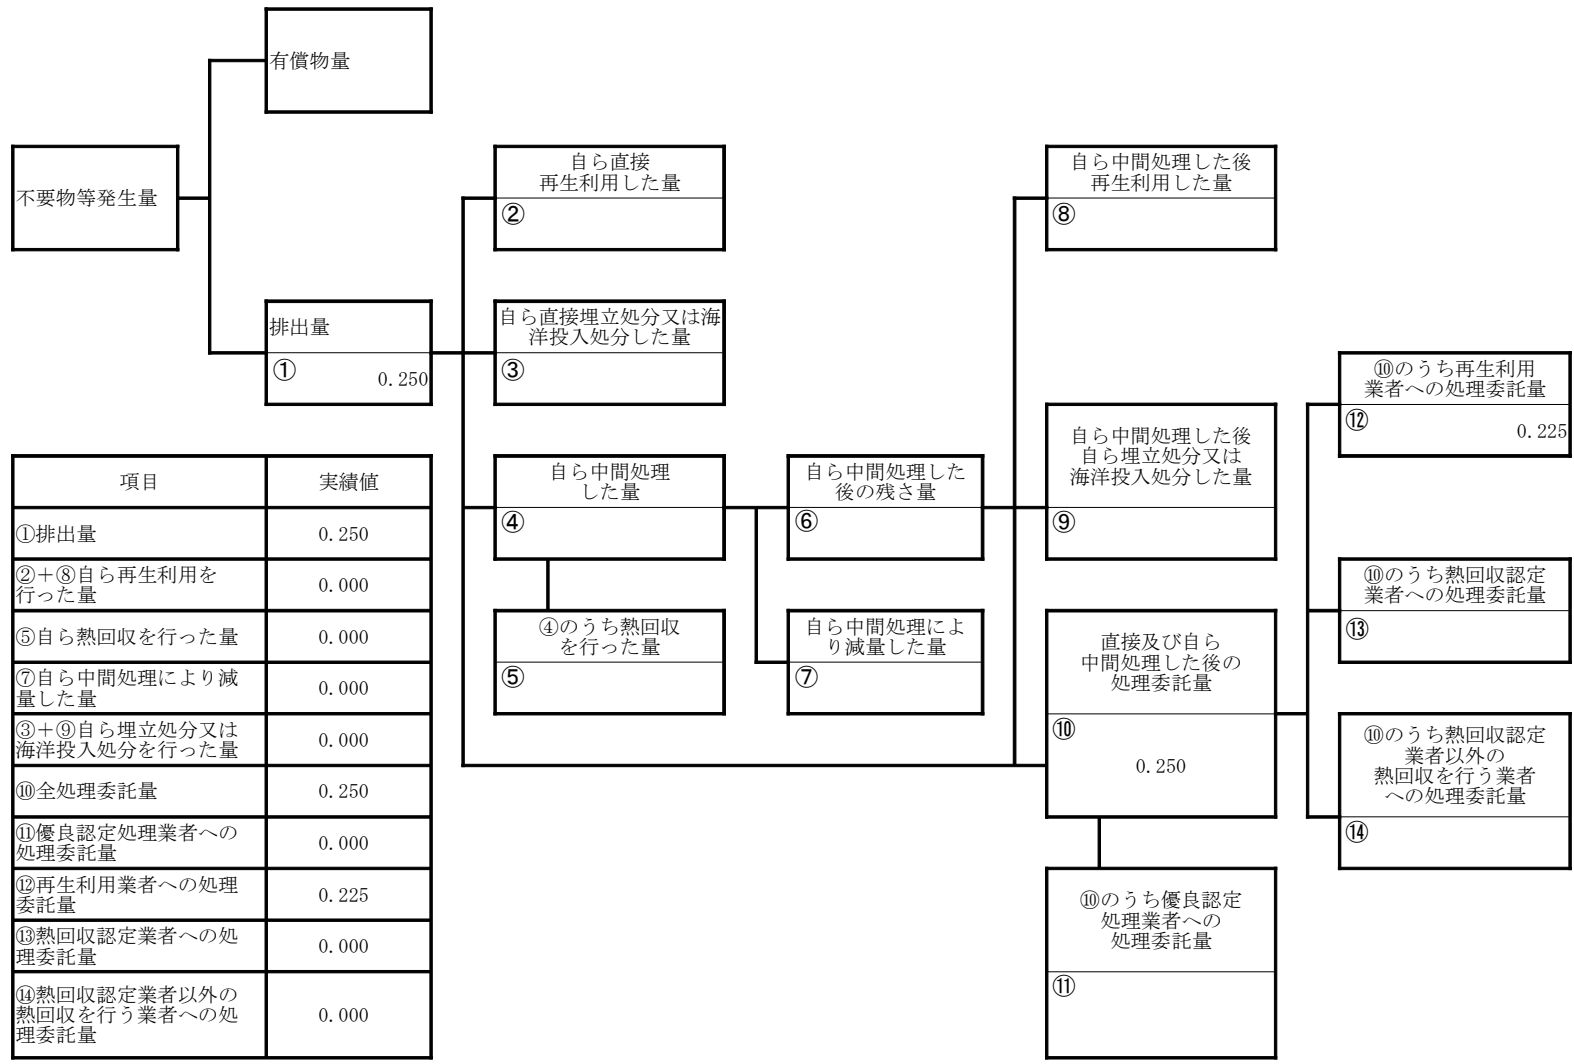 有償物量
不要物等発生量
排出量
①
0.250
自ら直接
再生利用した量
②
自ら直接埋立処分又は海
洋投入処分した量
③
自ら中間処理
した量
④
④のうち熱回収
を行った量
⑤
自ら中間処理した
後の残さ量
⑥
自ら中間処理によ
り減量した量
⑦
自ら中間処理した後
再生利用した量
⑧
自ら中間処理した後
自ら埋立処分又は
海洋投入処分した量
⑨
直接及び自ら
中間処理した後の
処理委託量
⑩
0.250
⑩のうち優良認定
処理業者への
処理委託量
⑪
⑩のうち再生利用
業者への処理委託量
⑫
0.225
⑩のうち熱回収認定
業者への処理委託量
⑬
⑩のうち熱回収認定
業者以外の
熱回収を行う業者
への処理委託量
⑭
項目 実績値
①排出量 0.250
②+⑧自ら再生利用を
行った量 0.000
⑤自ら熱回収を行った量 0.000
⑦自ら中間処理により減
量した量 0.000
③+⑨自ら埋立処分又は
海洋投入処分を行った量 0.000
⑩全処理委託量 0.250
⑪優良認定処理業者への
処理委託量 0.000
⑫再生利用業者への処理
委託量 0.225
⑬熱回収認定業者への処
理委託量 0.000
⑭熱回収認定業者以外の
熱回収を行う業者への処
理委託量 0.000